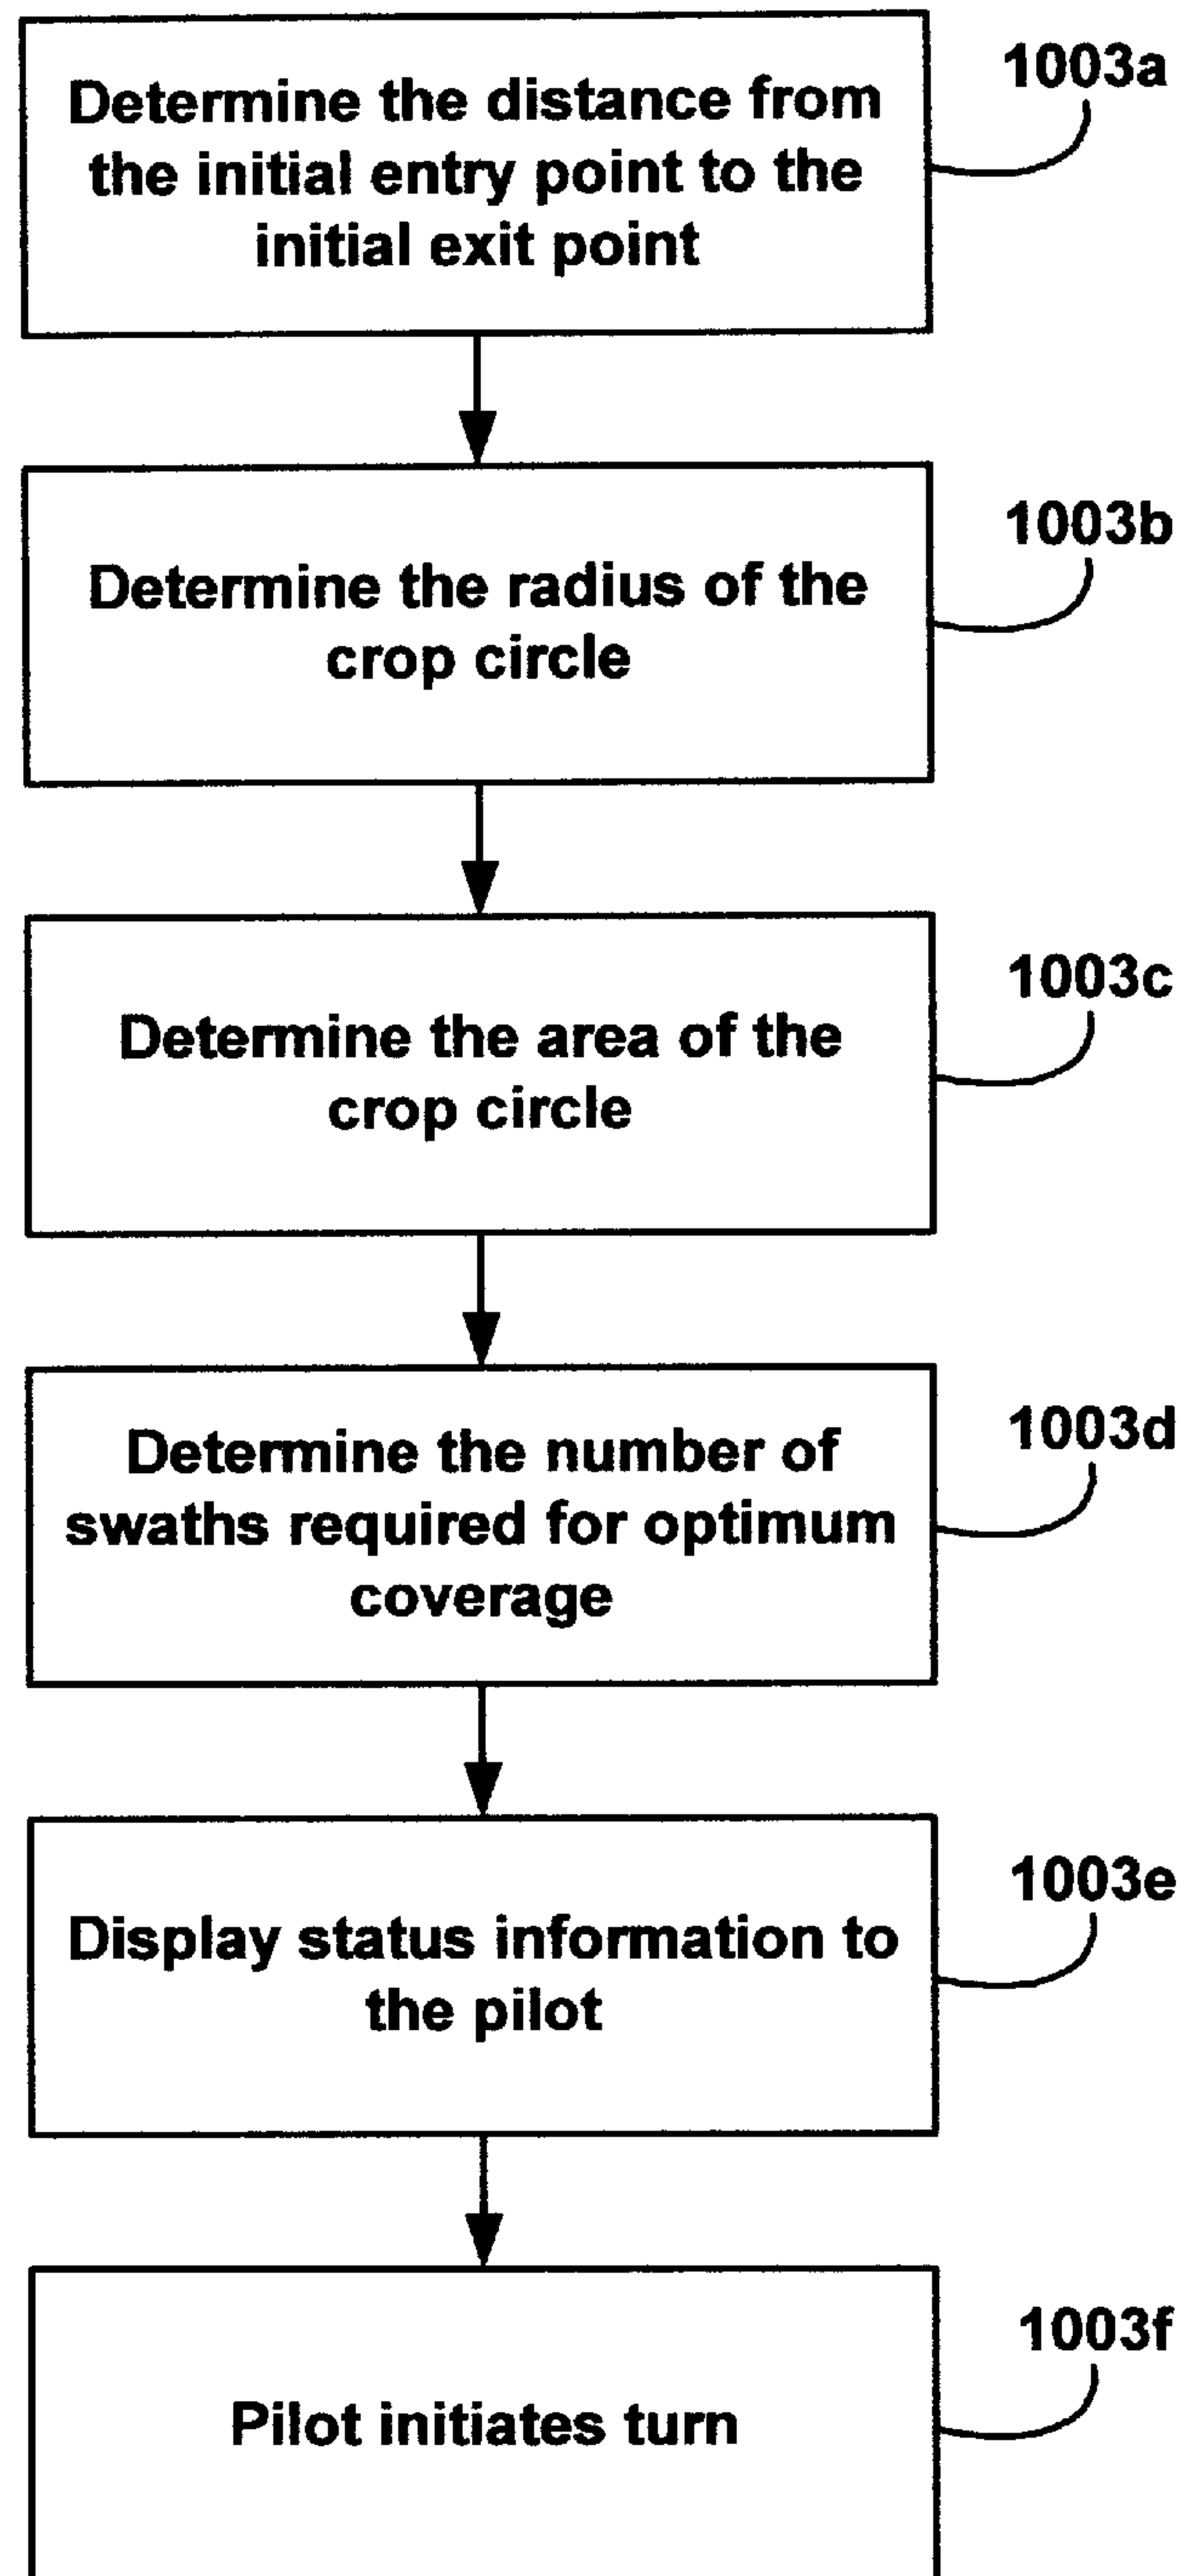 Determine the distance from
the initial entry point to the
initial exit point
1003a
Determine the radius of the
crop circle
1003b
Determine the area of the
crop circle
1003c
Determine the number of
swaths required for optimum
coverage
1003d
Display status information to
the pilot
1003e
Pilot initiates turn
1003f